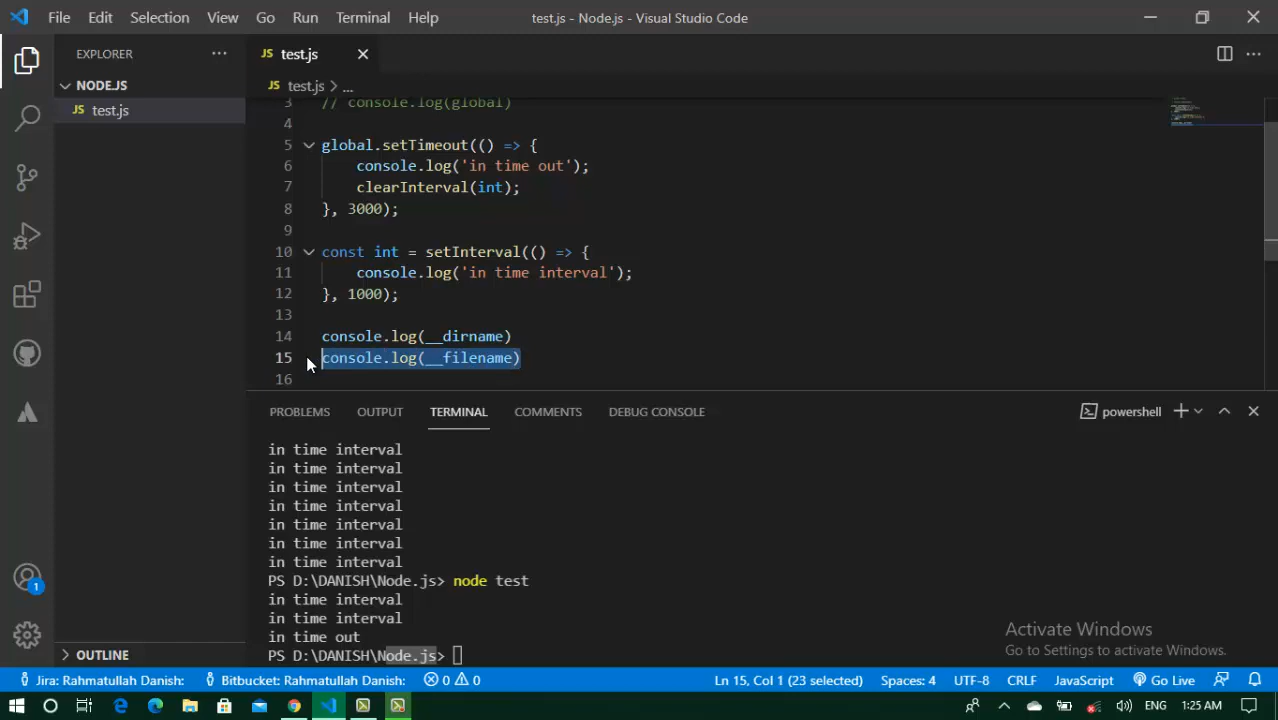 File Edit Selection View Go Run Terminal Help test.js - Node.js - Visual Studio Code
EXPLORER ...
JS test.js
NODE.JS
JS test.js > ...
JS test.js
3 // console.log(global)
4
5 global.setTimeout(() => {
6 console.log('in time out');
7 clearInterval(int);
8 }, 3000);
9
10 const int = setInterval(() => {
11 console.log('in time interval');
12 }, 1000);
13
14 console.log(__dirname)
15 console.log(__filename)
16
PROBLEMS OUTPUT TERMINAL COMMENTS DEBUG CONSOLE powershell
in time interval
in time interval
in time interval
in time interval
in time interval
in time interval
in time interval
PS D:\DANISH\Node.js> node test
in time interval
in time interval
in time out
PS D:\DANISH\Node.js>
Activate Windows
Go to Settings to activate Windows.
1
OUTLINE
Jira: Rahmatullah Danish: Bitbucket: Rahmatullah Danish: 0 0 Ln 15, Col 1 (23 selected) Spaces: 4 UTF-8 CRLF JavaScript Go Live
ENG 1:25 AM